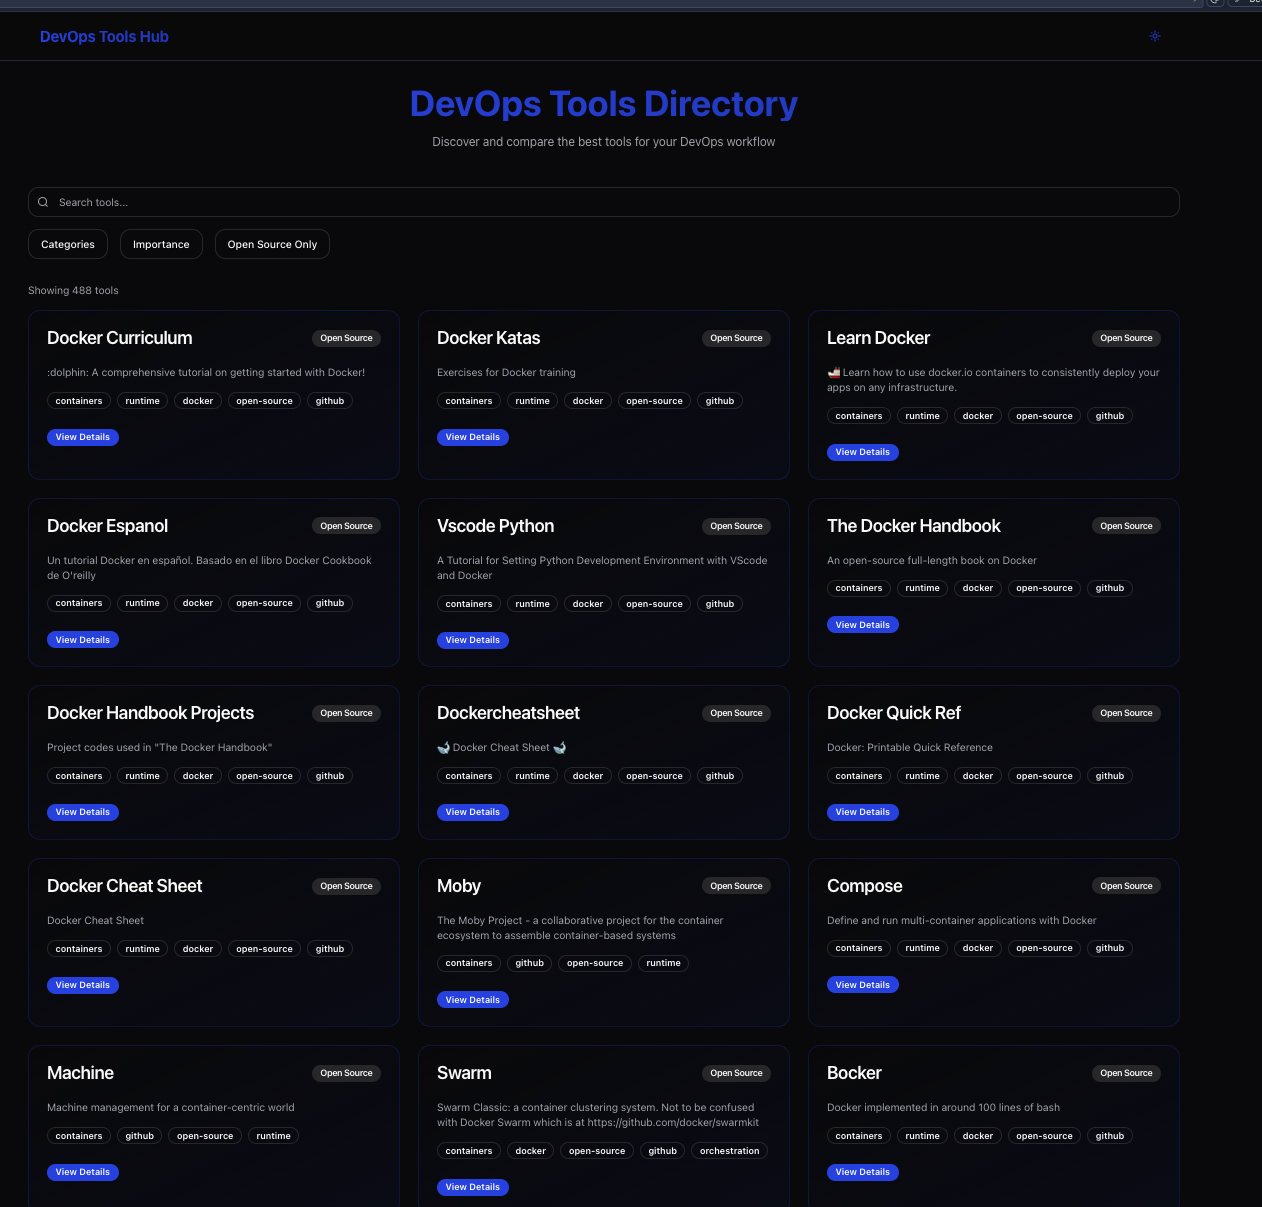 DevOps Tools Hub
DevOps Tools Directory
Discover and compare the best tools for your DevOps workflow
Search tools...
Categories Importance Open Source Only
Showing 488 tools
Docker Curriculum Open Source
:dolphin: A comprehensive tutorial on getting started with Docker!
containers runtime docker open-source github
View Details
Docker Katas Open Source
Exercises for Docker training
containers runtime docker open-source github
View Details
Learn Docker Open Source
🚢 Learn how to use docker.io containers to consistently deploy your
apps on any infrastructure.
containers runtime docker open-source github
View Details
Docker Espanol Open Source
Un tutorial Docker en español. Basado en el libro Docker Cookbook
de O'reilly
containers runtime docker open-source github
View Details
Vscode Python Open Source
A Tutorial for Setting Python Development Environment with VScode
and Docker
containers runtime docker open-source github
View Details
The Docker Handbook Open Source
An open-source full-length book on Docker
containers runtime docker open-source github
View Details
Docker Handbook Projects Open Source
Project codes used in "The Docker Handbook"
containers runtime docker open-source github
View Details
Dockercheatsheet Open Source
🐋 Docker Cheat Sheet 🐋
containers runtime docker open-source github
View Details
Docker Quick Ref Open Source
Docker: Printable Quick Reference
containers runtime docker open-source github
View Details
Docker Cheat Sheet Open Source
Docker Cheat Sheet
containers runtime docker open-source github
View Details
Moby Open Source
The Moby Project - a collaborative project for the container
ecosystem to assemble container-based systems
containers github open-source runtime
View Details
Compose Open Source
Define and run multi-container applications with Docker
containers runtime docker open-source github
View Details
Machine Open Source
Machine management for a container-centric world
containers github open-source runtime
View Details
Swarm Open Source
Swarm Classic: a container clustering system. Not to be confused
with Docker Swarm which is at https://github.com/docker/swarmkit
containers docker open-source github orchestration
View Details
Bocker Open Source
Docker implemented in around 100 lines of bash
containers runtime docker open-source github
View Details